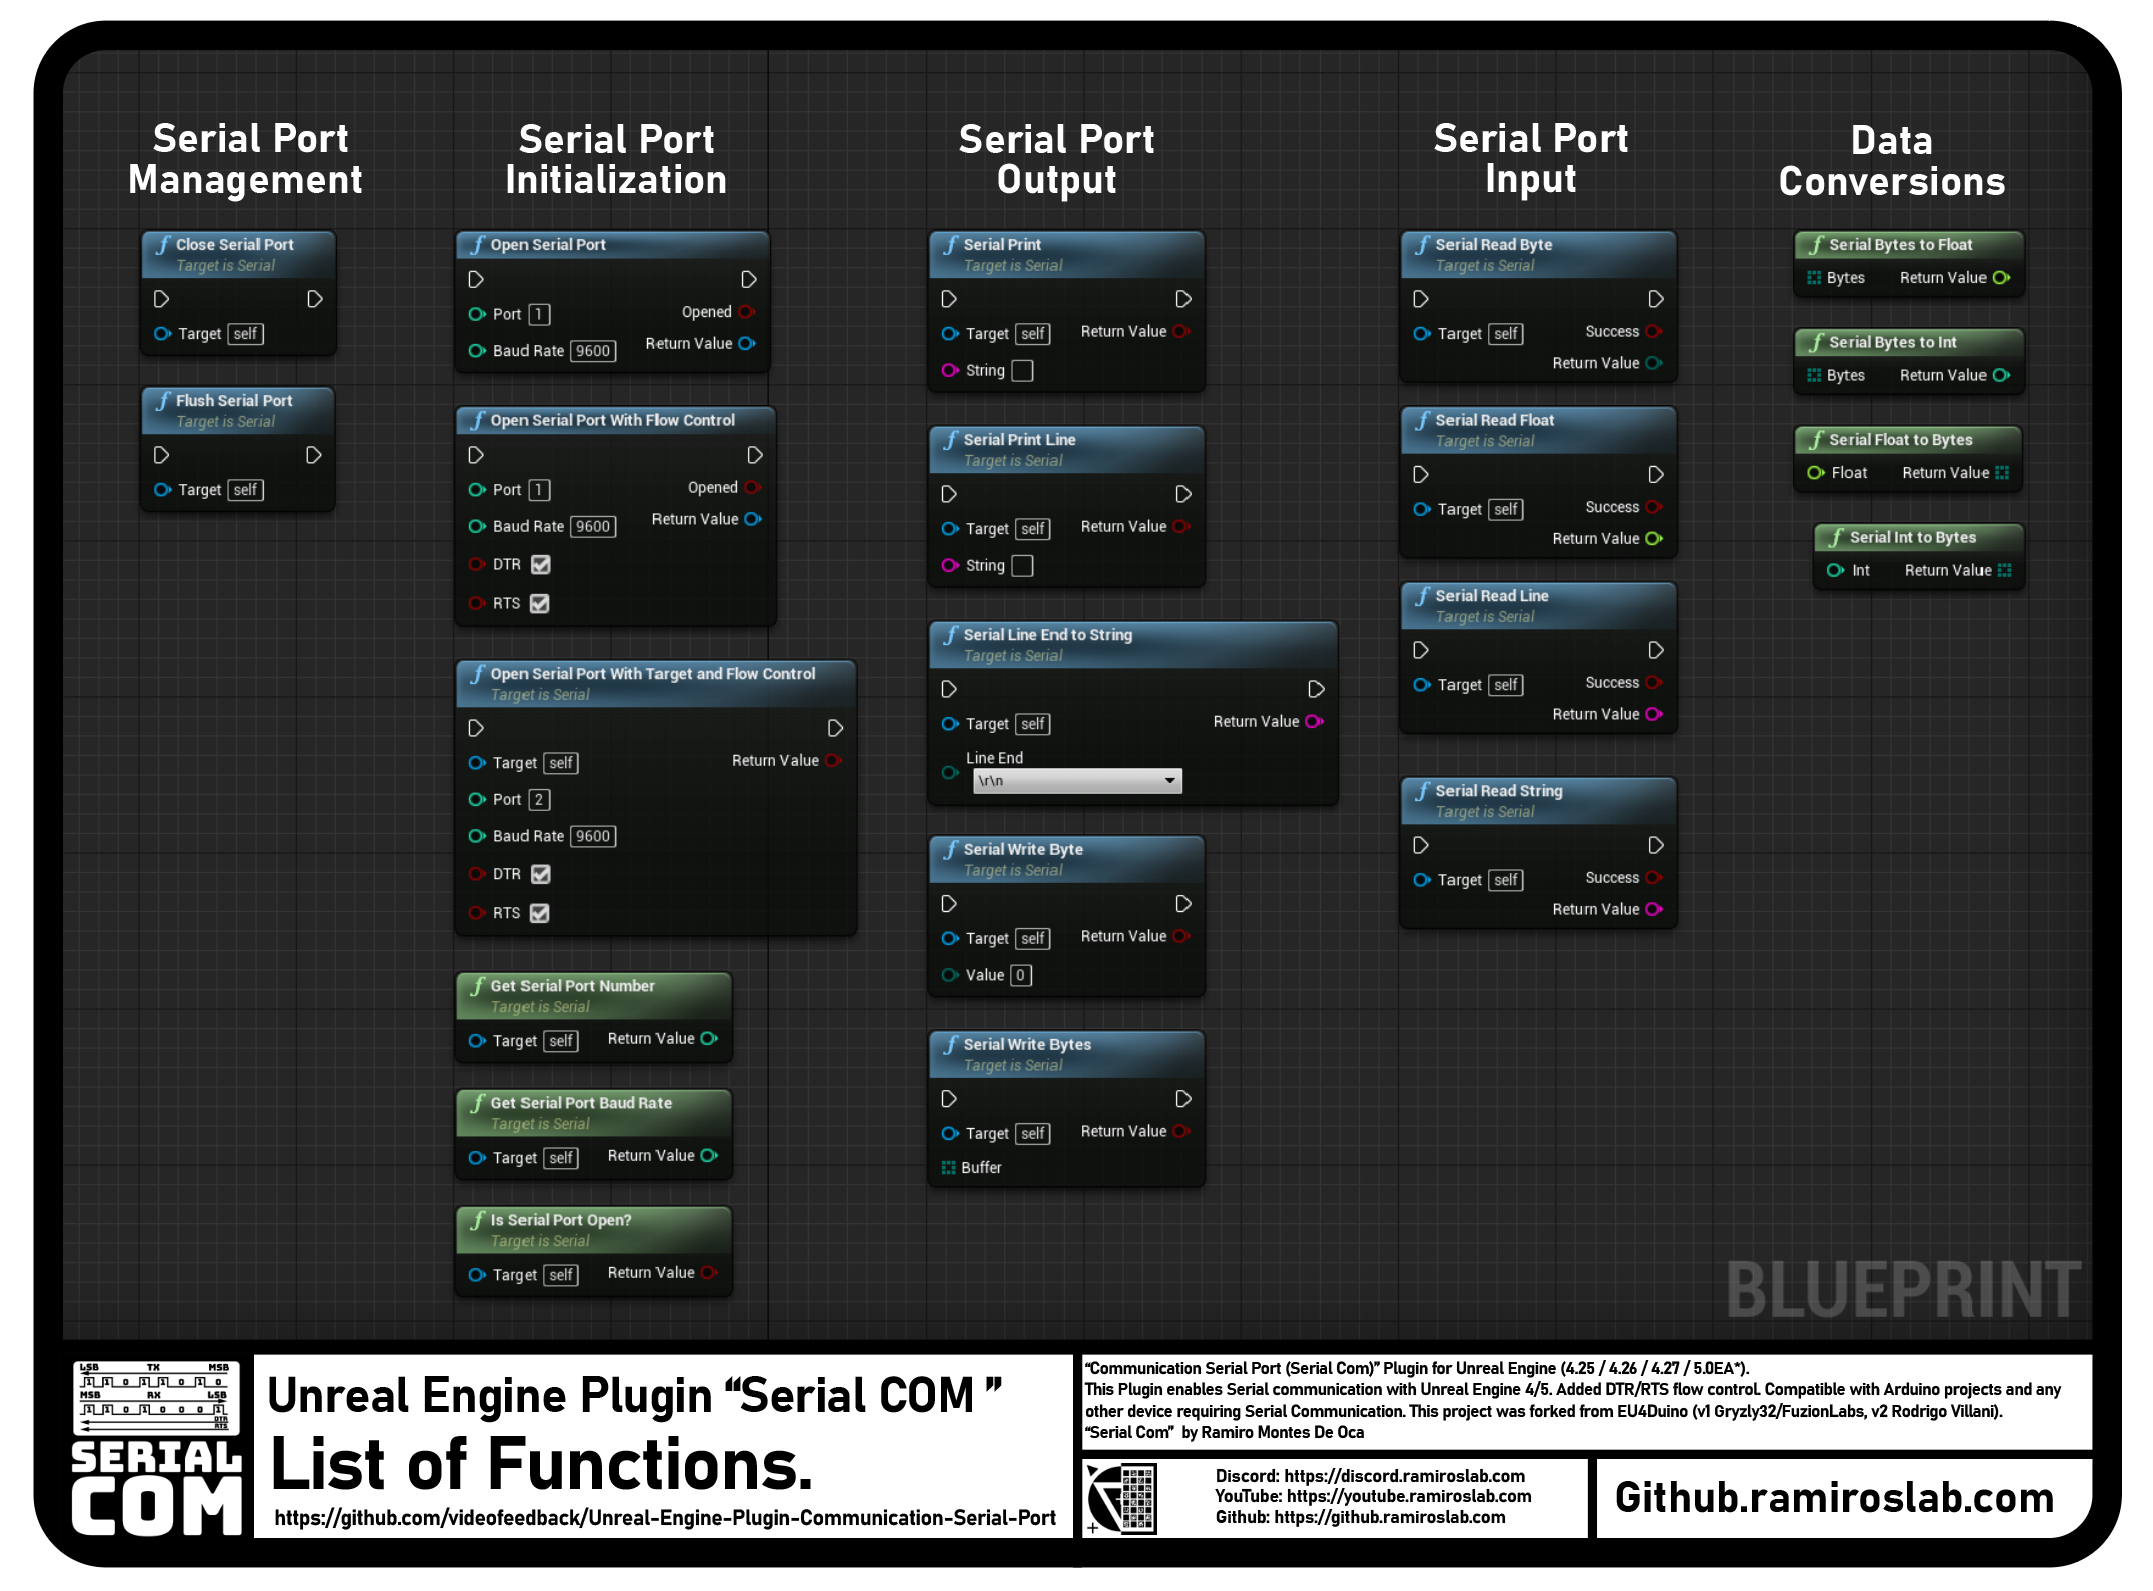 Serial Port
Management
Serial Port
Initialization
Serial Port
Output
Serial Port
Input
Data
Conversions
f Close Serial Port
Target is Serial
Target self
f Flush Serial Port
Target is Serial
Target self
f Open Serial Port
Port 1 Opened
Baud Rate 9600 Return Value
f Open Serial Port With Flow Control
Port 1 Opened
Baud Rate 9600 Return Value
DTR
RTS
f Open Serial Port With Target and Flow Control
Target is Serial
Target self Return Value
Port 2
Baud Rate 9600
DTR
RTS
f Get Serial Port Number
Target is Serial
Target self Return Value
f Get Serial Port Baud Rate
Target is Serial
Target self Return Value
f Is Serial Port Open?
Target is Serial
Target self Return Value
f Serial Print
Target is Serial
Target self Return Value
String
f Serial Print Line
Target is Serial
Target self Return Value
String
f Serial Line End to String
Target is Serial
Target self Return Value
Line End
\r\n
f Serial Write Byte
Target is Serial
Target self Return Value
Value 0
f Serial Write Bytes
Target is Serial
Target self Return Value
Buffer
f Serial Read Byte
Target is Serial
Target self Success
Return Value
f Serial Read Float
Target is Serial
Target self Success
Return Value
f Serial Read Line
Target is Serial
Target self Success
Return Value
f Serial Read String
Target is Serial
Target self Success
Return Value
f Serial Bytes to Float
Bytes Return Value
f Serial Bytes to Int
Bytes Return Value
f Serial Float to Bytes
Float Return Value
f Serial Int to Bytes
Int Return Value
BLUEPRINT
LSB TX MSB
1 1 0 1 1 0 1 0
MSB RX LSB
1 1 0 1 0 0 0 1
DTR
RTS
SERIAL
COM
Unreal Engine Plugin “Serial COM ”
List of Functions.
https://github.com/videofeedback/Unreal-Engine-Plugin-Communication-Serial-Port
“Communication Serial Port (Serial Com)” Plugin for Unreal Engine (4.25 / 4.26 / 4.27 / 5.0EA*).
This Plugin enables Serial communication with Unreal Engine 4/5. Added DTR/RTS flow control. Compatible with Arduino projects and any
other device requiring Serial Communication. This project was forked from EU4Duino (v1 Gryzly32/FuzionLabs, v2 Rodrigo Villani).
“Serial Com” by Ramiro Montes De Oca
Discord: https://discord.ramiroslab.com
YouTube: https://youtube.ramiroslab.com
Github: https://github.ramiroslab.com
Github.ramiroslab.com